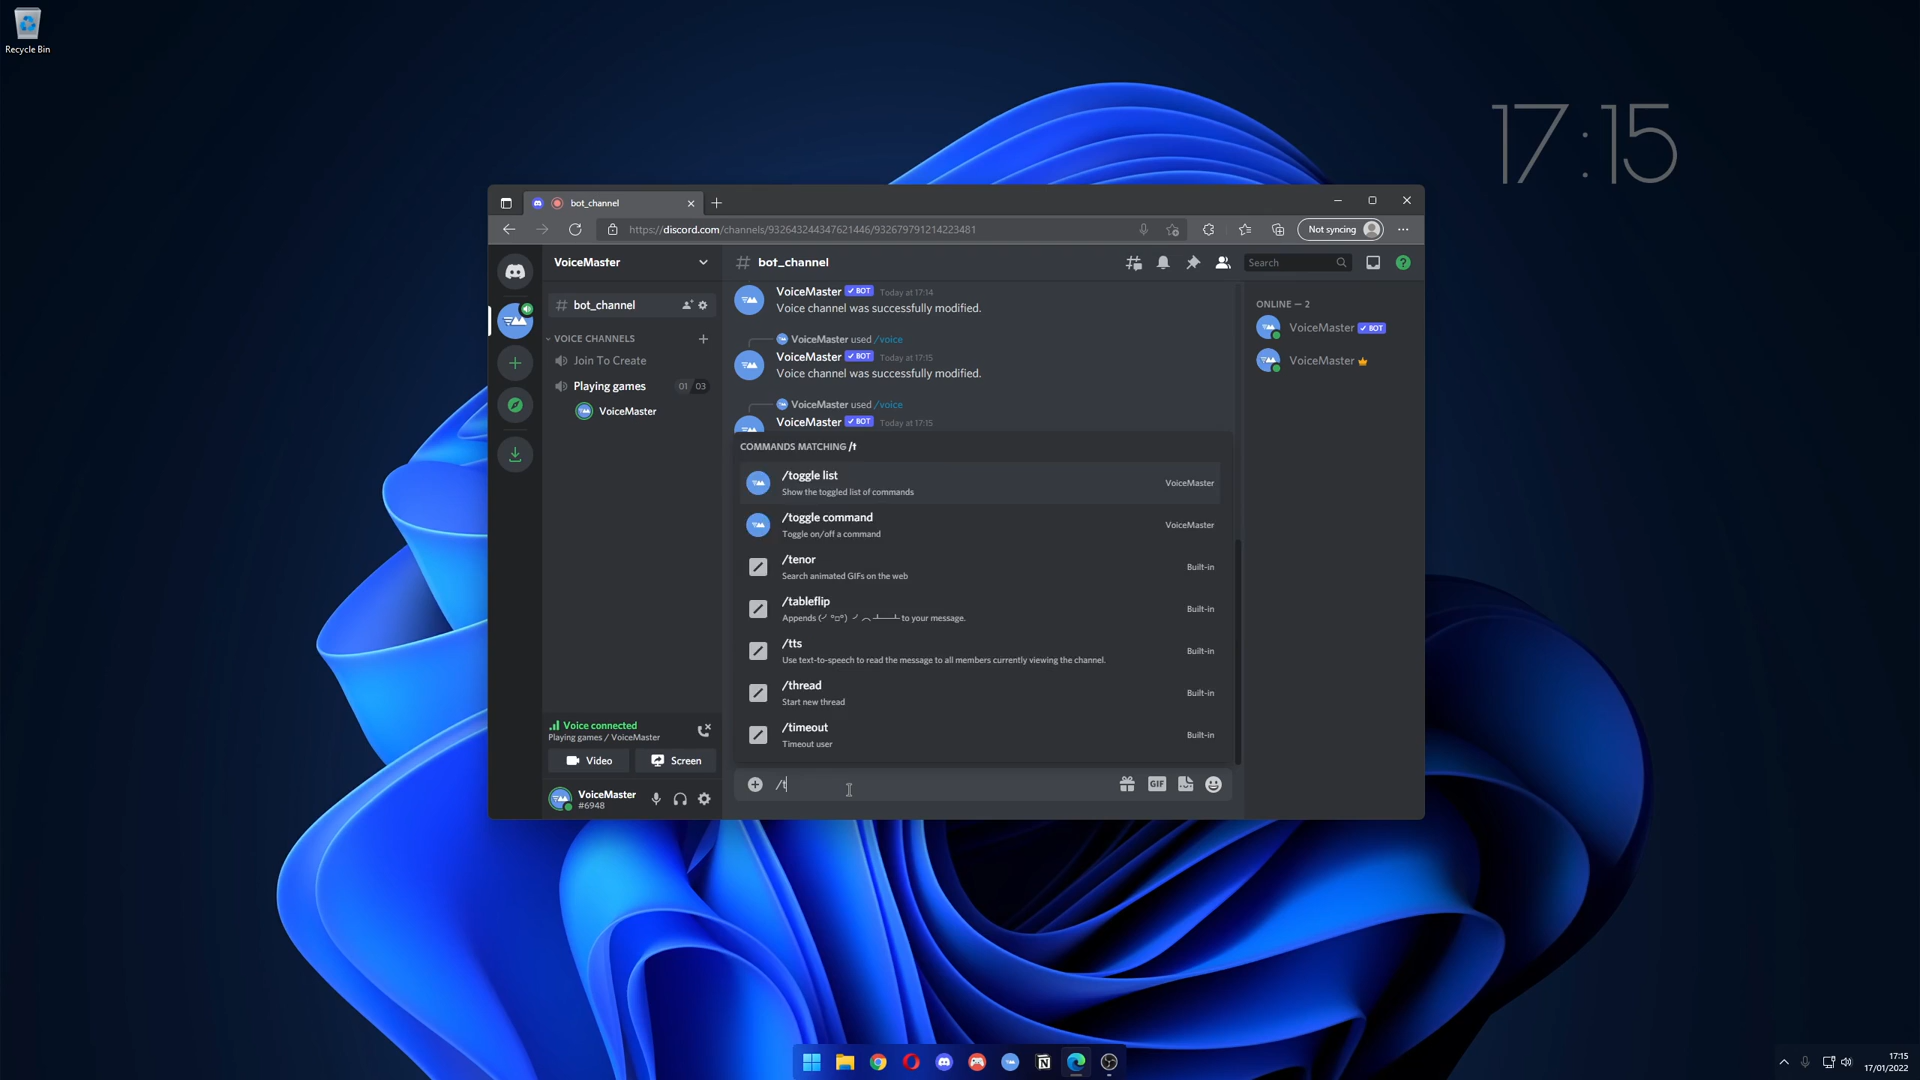 Recycle Bin
17:15
bot_channel
https://discord.com/channels/932643244347621446/932679791214223481
Not syncing
VoiceMaster
# bot_channel
VOICE CHANNELS
Join To Create
Playing games 01 03
VoiceMaster
Voice connected
Playing games / VoiceMaster
Video
Screen
VoiceMaster
#6948
# bot_channel
Search
VoiceMaster ✓ BOT Today at 17:14
Voice channel was successfully modified.
VoiceMaster used /voice
VoiceMaster ✓ BOT Today at 17:15
Voice channel was successfully modified.
VoiceMaster used /voice
VoiceMaster ✓ BOT Today at 17:15
COMMANDS MATCHING /t
/toggle list
Show the toggled list of commands
VoiceMaster
/toggle command
Toggle on/off a command
VoiceMaster
/tenor
Search animated GIFs on the web
Built-in
/tableflip
Appends (╯°□°)╯︵ ┻━┻ to your message.
Built-in
/tts
Use text-to-speech to read the message to all members currently viewing the channel.
Built-in
/thread
Start new thread
Built-in
/timeout
Timeout user
Built-in
/t
GIF
ONLINE — 2
VoiceMaster ✓ BOT
VoiceMaster
17:15
17/01/2022